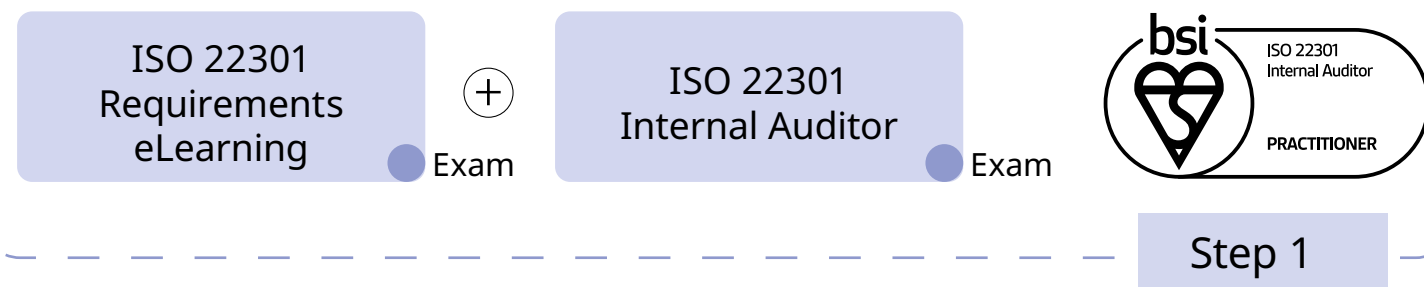 ISO 22301
Requirements
eLearning
Exam
ISO 22301
Internal Auditor
Exam
bsi
ISO 22301
Internal Auditor
PRACTITIONER
Step 1